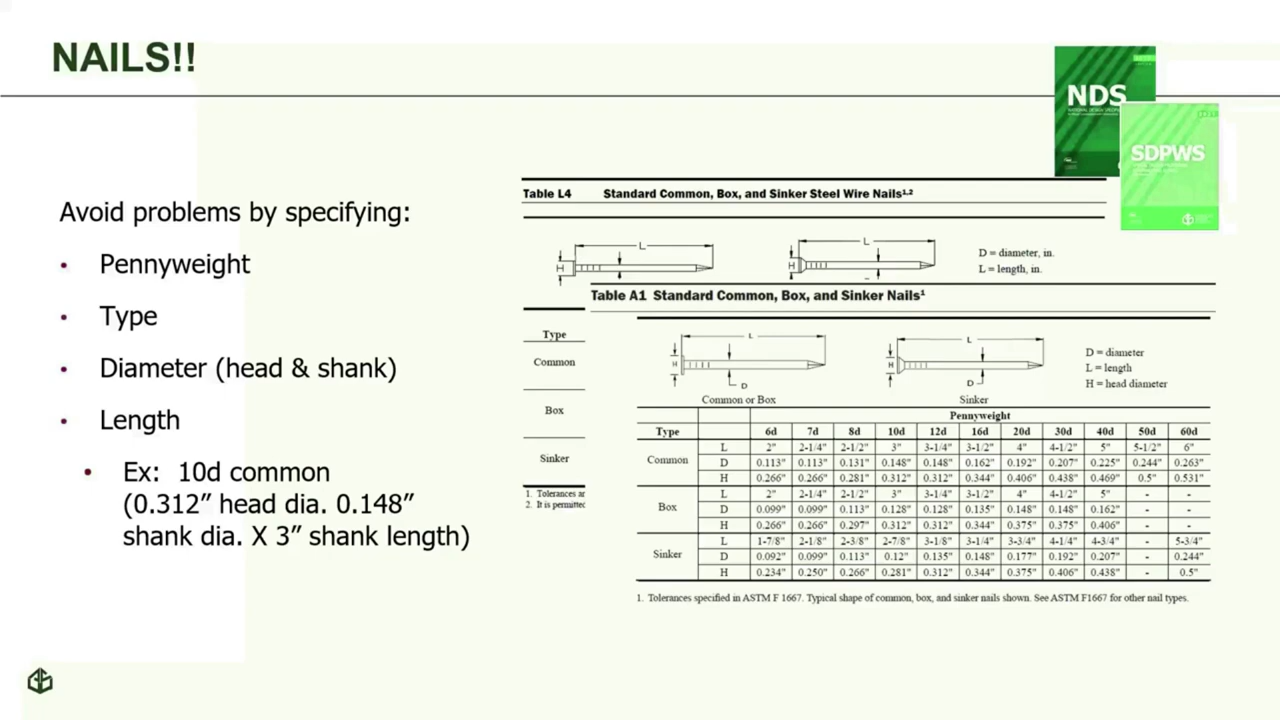 NAILS!!
NDS
SDPWS
Avoid problems by specifying:
• Pennyweight
• Type
• Diameter (head & shank)
• Length
• Ex: 10d common
(0.312″ head dia. 0.148″
shank dia. X 3″ shank length)
Table L4 Standard Common, Box, and Sinker Steel Wire Nails1,2
L
H
L
H
D = diameter, in.
L = length, in.
Type
Common
Box
Sinker
1. Tolerances ar
2. It is permitted
Table A1 Standard Common, Box, and Sinker Nails1
L
H
D
Common or Box
L
H
D
Sinker
D = diameter
L = length
H = head diameter
Pennyweight
Type 6d 7d 8d 10d 12d 16d 20d 30d 40d 50d 60d
Common L 2" 2-1/4" 2-1/2" 3" 3-1/4" 3-1/2" 4" 4-1/2" 5" 5-1/2" 6"
D 0.113" 0.113" 0.131" 0.148" 0.148" 0.162" 0.192" 0.207" 0.225" 0.244" 0.263"
H 0.266" 0.266" 0.281" 0.312" 0.312" 0.344" 0.406" 0.438" 0.469" 0.5" 0.531"
Box L 2" 2-1/4" 2-1/2" 3" 3-1/4" 3-1/2" 4" 4-1/2" 5" - -
D 0.099" 0.099" 0.113" 0.128" 0.128" 0.135" 0.148" 0.148" 0.162" - -
H 0.266" 0.266" 0.297" 0.312" 0.312" 0.344" 0.375" 0.375" 0.406" - -
Sinker L 1-7/8" 2-1/8" 2-3/8" 2-7/8" 3-1/8" 3-1/4" 3-3/4" 4-1/4" 4-3/4" - 5-3/4"
D 0.092" 0.099" 0.113" 0.12" 0.135" 0.148" 0.177" 0.192" 0.207" - 0.244"
H 0.234" 0.250" 0.266" 0.281" 0.312" 0.344" 0.375" 0.406" 0.438" - 0.5"
1. Tolerances specified in ASTM F 1667. Typical shape of common, box, and sinker nails shown. See ASTM F1667 for other nail types.